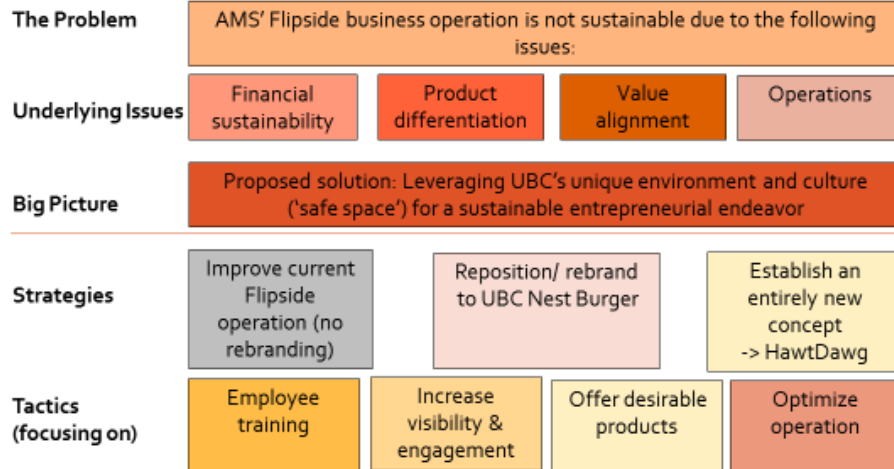 The Problem
AMS' Flipside business operation is not sustainable due to the following
issues:
Underlying Issues
Financial
sustainability
Product
differentiation
Value
alignment
Operations
Big Picture
Proposed solution: Leveraging UBC's unique environment and culture
('safe space') for a sustainable entrepreneurial endeavor
Strategies
Improve current
Flipside
operation (no
rebranding)
Reposition/ rebrand
to UBC Nest Burger
Establish an
entirely new
concept
-> HawtDawg
Tactics
(focusing on)
Employee
training
Increase
visibility &
engagement
Offer desirable
products
Optimize
operation